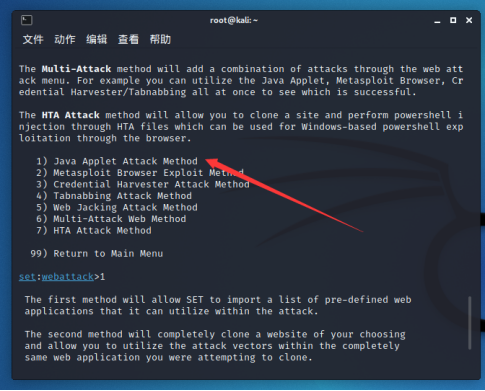 root@kali: ~
文件 动作 编辑 查看 帮助
The Multi-Attack method will add a combination of attacks through the web att
ack menu. For example you can utilize the Java Applet, Metasploit Browser, Cr
edential Harvester/Tabnabbing all at once to see which is successful.
The HTA Attack method will allow you to clone a site and perform powershell i
njection through HTA files which can be used for Windows-based powershell exp
loitation through the browser.
1) Java Applet Attack Method
2) Metasploit Browser Exploit Method
3) Credential Harvester Attack Method
4) Tabnabbing Attack Method
5) Web Jacking Attack Method
6) Multi-Attack Web Method
7) HTA Attack Method
99) Return to Main Menu
set:webattack>1
The first method will allow SET to import a list of pre-defined web
applications that it can utilize within the attack.
The second method will completely clone a website of your choosing
and allow you to utilize the attack vectors within the completely
same web application you were attempting to clone.